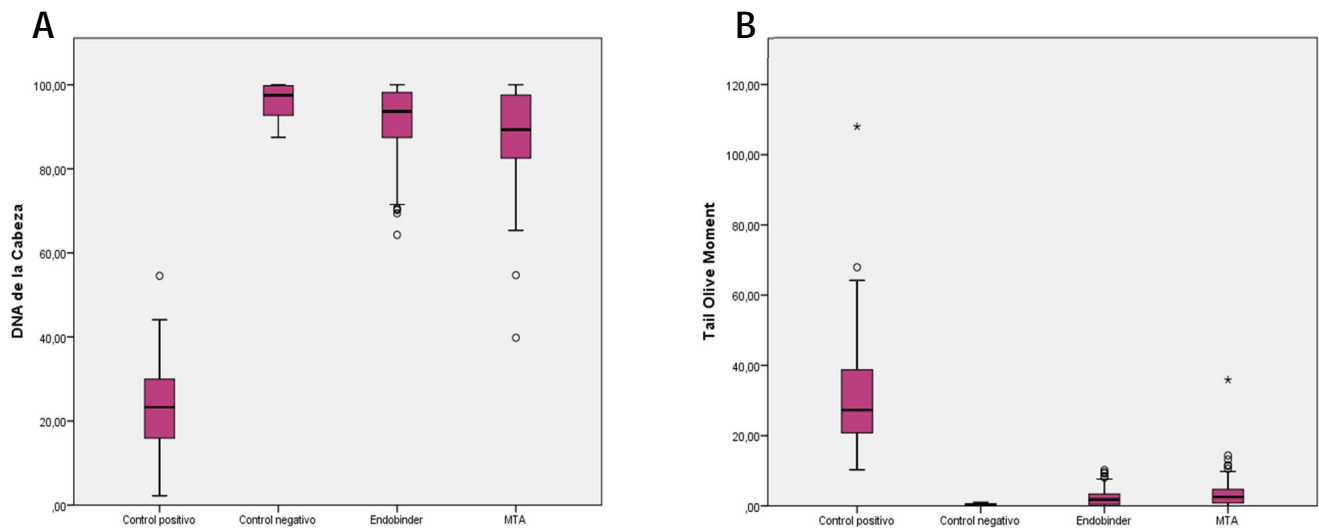 A
DNA de la Cabeza
100,00
80,00
60,00
40,00
20,00
,00
Control positivo
Control negativo
Endobinder
MTA
B
Tail Olive Moment
120,00
100,00
80,00
60,00
40,00
20,00
,00
Control positivo
Control negativo
Endobinder
MTA